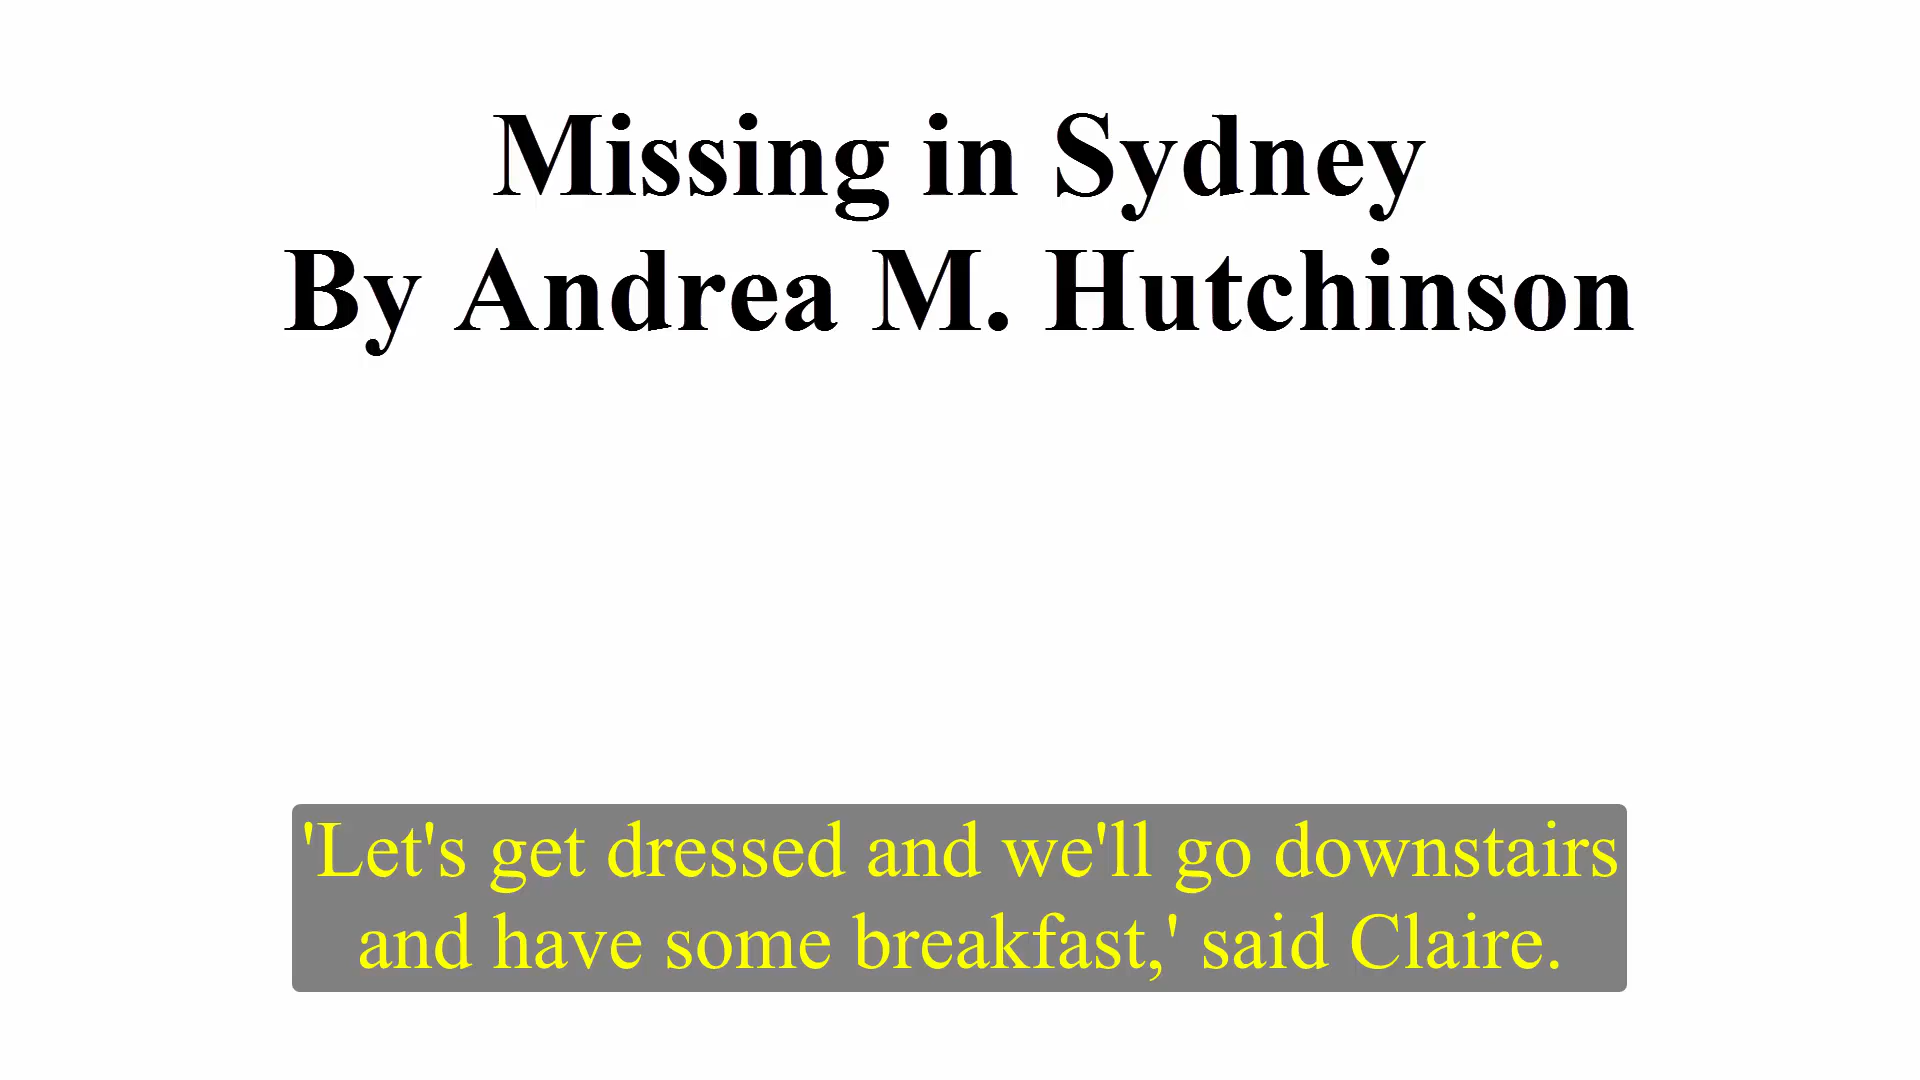 Missing in Sydney
By Andrea M. Hutchinson
'Let's get dressed and we'll go downstairs
and have some breakfast,' said Claire.